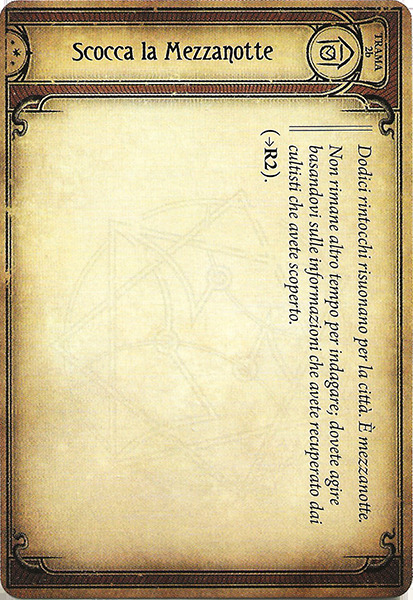 TRAMA
2b
Scocca la Mezzanotte
Dodici rintocchi risuonano per la città. È mezzanotte.
Non rimane altro tempo per indagare; dovete agire
basandovi sulle informazioni che avete recuperato dai
cultisti che avete scoperto.
(→R2).